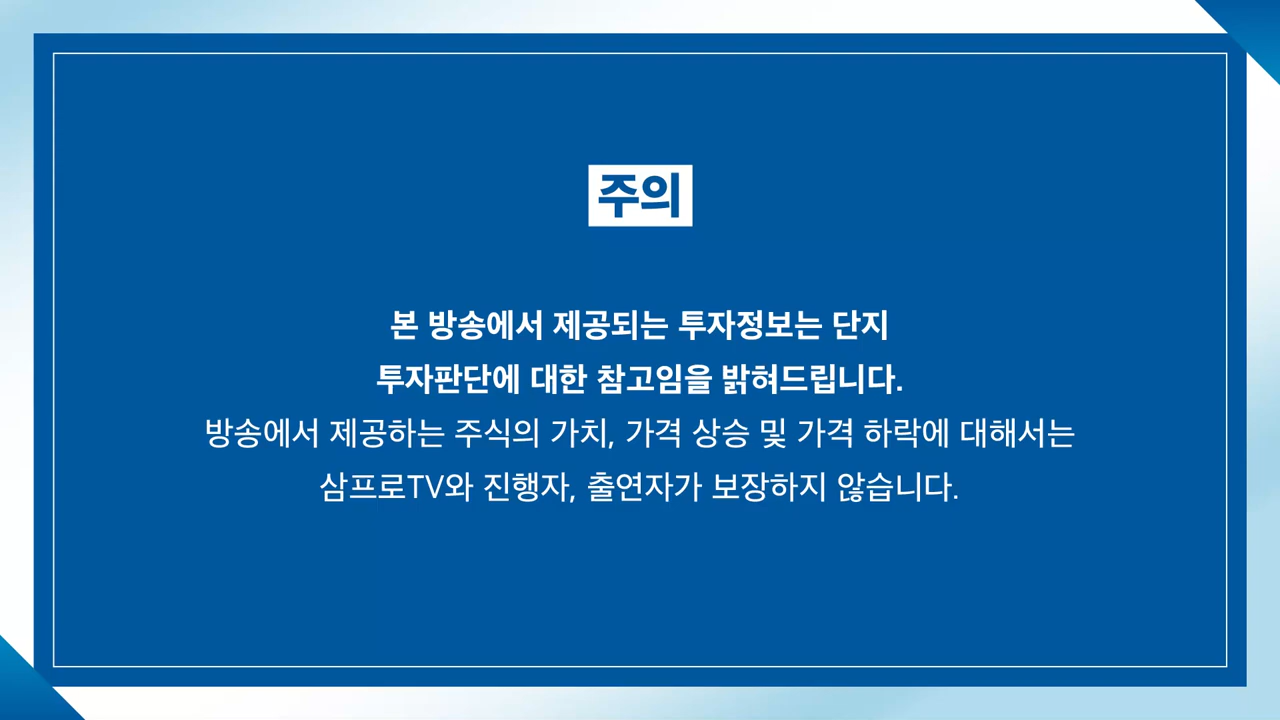 주의
본 방송에서 제공되는 투자정보는 단지
투자판단에 대한 참고임을 밝혀드립니다.
방송에서 제공하는 주식의 가치, 가격 상승 및 가격 하락에 대해서는
삼프로TV와 진행자, 출연자가 보장하지 않습니다.